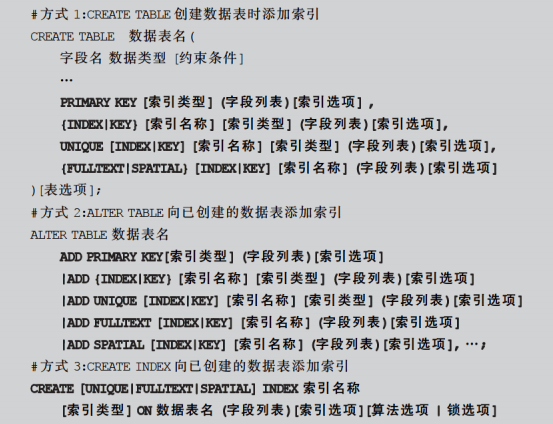 #方式 1:CREATE TABLE 创建数据表时添加索引
CREATE TABLE 数据表名(
字段名 数据类型 [约束条件]
…
PRIMARY KEY [索引类型] (字段列表)[索引选项],
{INDEX|KEY} [索引名称] [索引类型] (字段列表)[索引选项],
UNIQUE [INDEX|KEY] [索引名称] [索引类型] (字段列表)[索引选项],
{FULLTEXT|SPATIAL} [INDEX|KEY] [索引名称] (字段列表)[索引选项]
)[表选项];
#方式 2:ALTER TABLE 向已创建的数据表添加索引
ALTER TABLE 数据表名
ADD PRIMARY KEY[索引类型] (字段列表)[索引选项]
|ADD {INDEX|KEY} [索引名称] [索引类型] (字段列表)[索引选项]
|ADD UNIQUE [INDEX|KEY] [索引名称] [索引类型] (字段列表)[索引选项]
|ADD FULLTEXT [INDEX|KEY] [索引名称] (字段列表)[索引选项]
|ADD SPATIAL [INDEX|KEY] [索引名称] (字段列表)[索引选项],…;
#方式 3:CREATE INDEX 向已创建的数据表添加索引
CREATE [UNIQUE|FULLTEXT|SPATIAL] INDEX 索引名称
[索引类型] ON 数据表名 (字段列表)[索引选项][算法选项 | 锁选项]